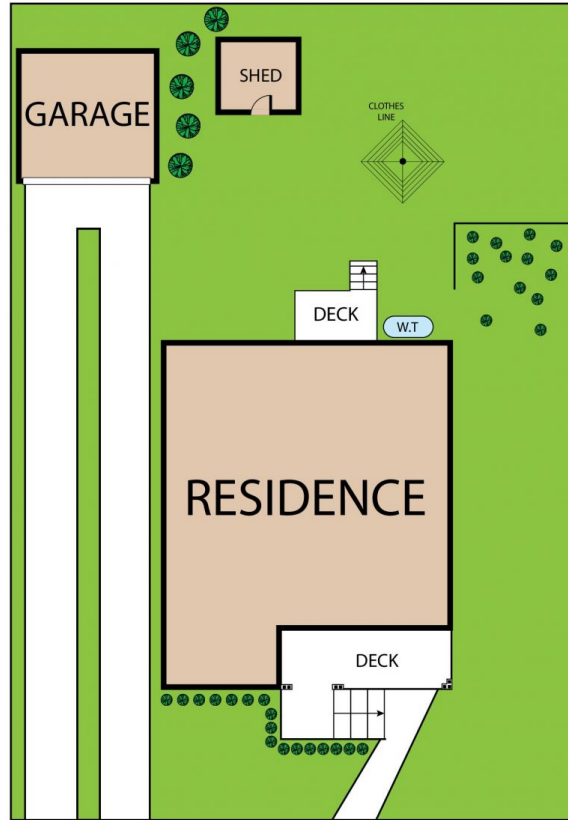 SHED
GARAGE
CLOTHES
LINE
DECK
W.T
RESIDENCE
DECK